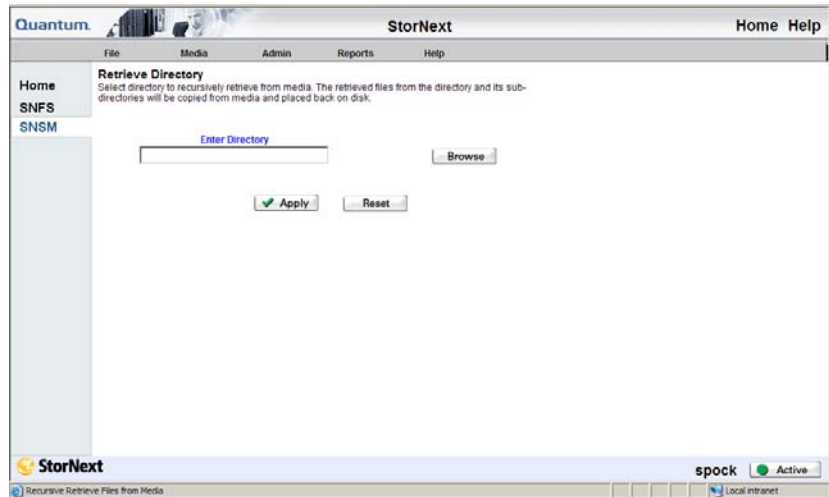 Quantum. StorNext Home Help
File Media Admin Reports Help
Home
SNFS
SNSM
Retrieve Directory
Select directory to recursively retrieve from media. The retrieved files from the directory and its sub-
directories will be copied from media and placed back on disk.
Enter Directory
Browse
Apply Reset
StorNext spock Active
Recursive Retrieve Files from Media Local intranet